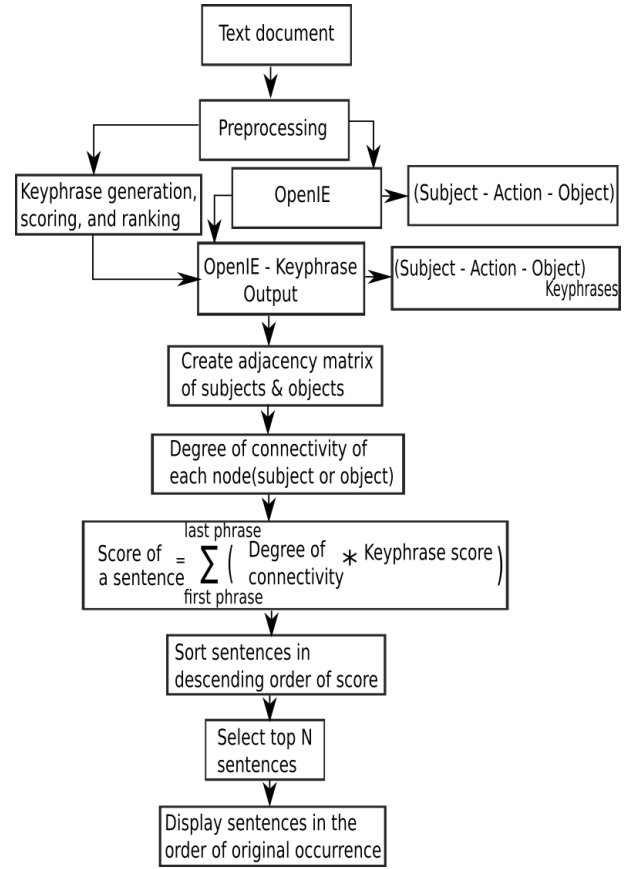 Text document
Preprocessing
Keyphrase generation,
scoring, and ranking
OpenIE
(Subject - Action - Object)
OpenIE - Keyphrase
Output
(Subject - Action - Object)
Keyphrases
Create adjacency matrix
of subjects & objects
Degree of connectivity of
each node(subject or object)
last phrase
Score of
a sentence
= ∑ (
Degree of
connectivity
* Keyphrase score )
first phrase
Sort sentences in
descending order of score
Select top N
sentences
Display sentences in the
order of original occurrence